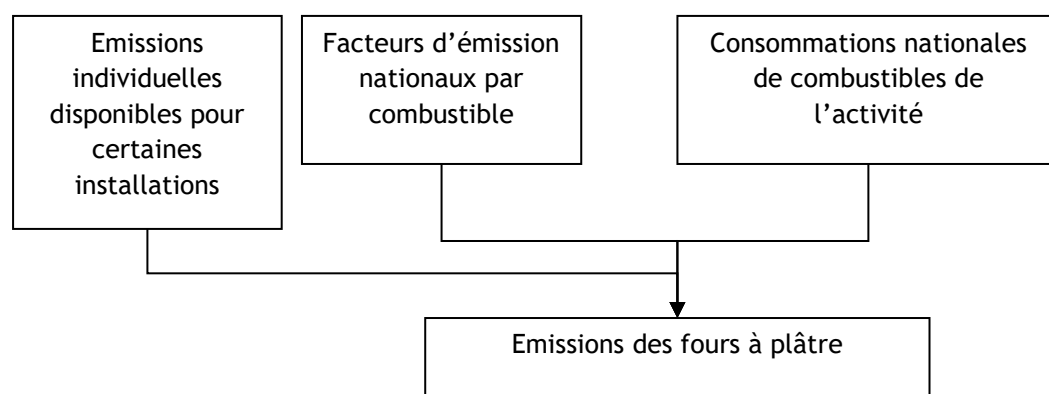 Emissions
individuelles
disponibles pour
certaines
installations
Facteurs d’émission
nationaux par
combustible
Consommations nationales
de combustibles de
l’activité
Emissions des fours à plâtre